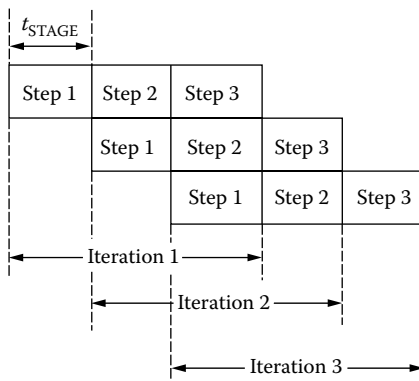 t_STAGE
Step 1 Step 2 Step 3
Step 1 Step 2 Step 3
Step 1 Step 2 Step 3
Iteration 1
Iteration 2
Iteration 3